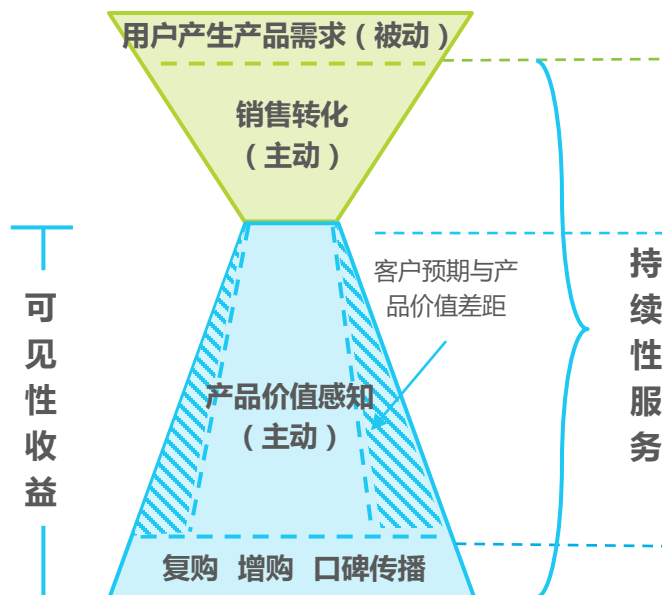 用户产生产品需求（被动）
销售转化
（主动）
客户预期与产
品价值差距
可见性收益
持续性服务
产品价值感知
（主动）
复购 增购 口碑传播